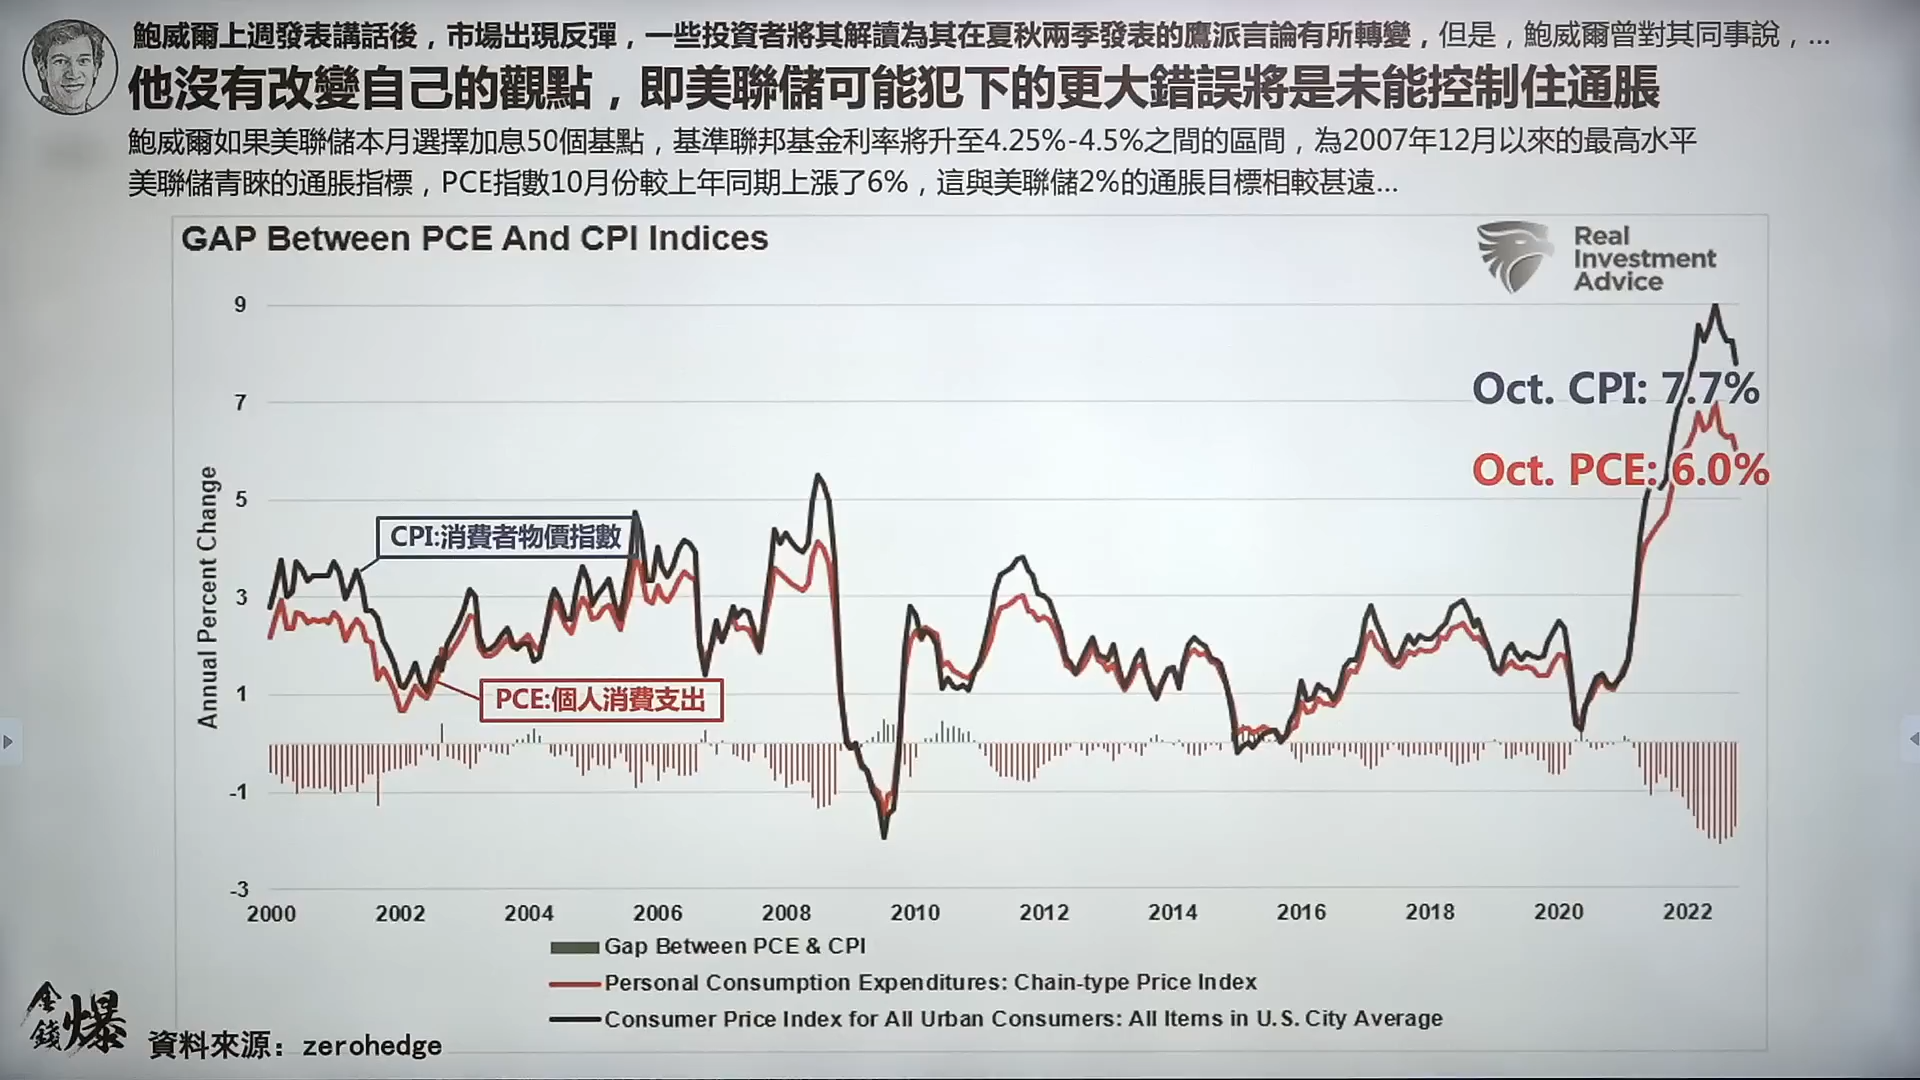 鮑威爾上週發表講話後，市場出現反彈，一些投資者將其解讀為其在夏秋兩季發表的鷹派言論有所轉變，但是，鮑威爾曾對其同事說，...
他沒有改變自己的觀點，即美聯儲可能犯下的更大錯誤將是未能控制住通脹
鮑威爾如果美聯儲本月選擇加息50個基點，基準聯邦基金利率將升至4.25%-4.5%之間的區間，為2007年12月以來的最高水平
美聯儲青睞的通脹指標，PCE指數10月份較上年同期上漲了6%，這與美聯儲2%的通脹目標相較甚遠...
GAP Between PCE And CPI Indices
Real
Investment
Advice
9
7
5
3
1
-1
-3
Annual Percent Change
Oct. CPI: 7.7%
Oct. PCE: 6.0%
CPI:消費者物價指數
PCE:個人消費支出
2000 2002 2004 2006 2008 2010 2012 2014 2016 2018 2020 2022
Gap Between PCE & CPI
Personal Consumption Expenditures: Chain-type Price Index
Consumer Price Index for All Urban Consumers: All Items in U.S. City Average
金錢爆
資料來源：zerohedge